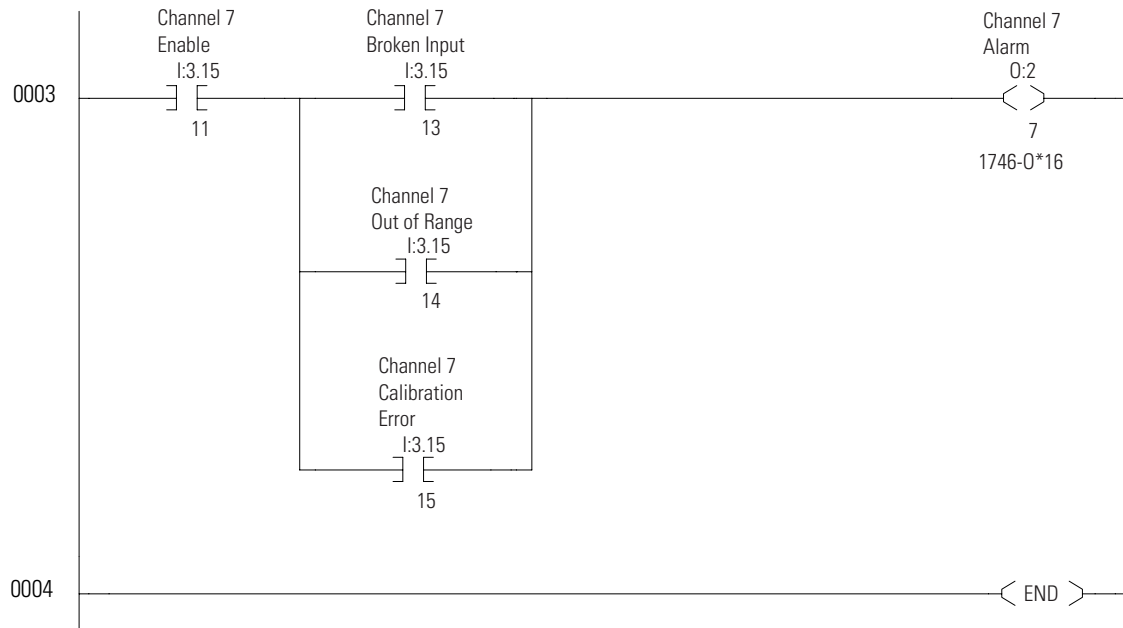 Channel 7
Enable
I:3.15
11
Channel 7
Broken Input
I:3.15
13
Channel 7
Alarm
O:2
7
1746-O*16
0003
Channel 7
Out of Range
I:3.15
14
Channel 7
Calibration
Error
I:3.15
15
0004
END